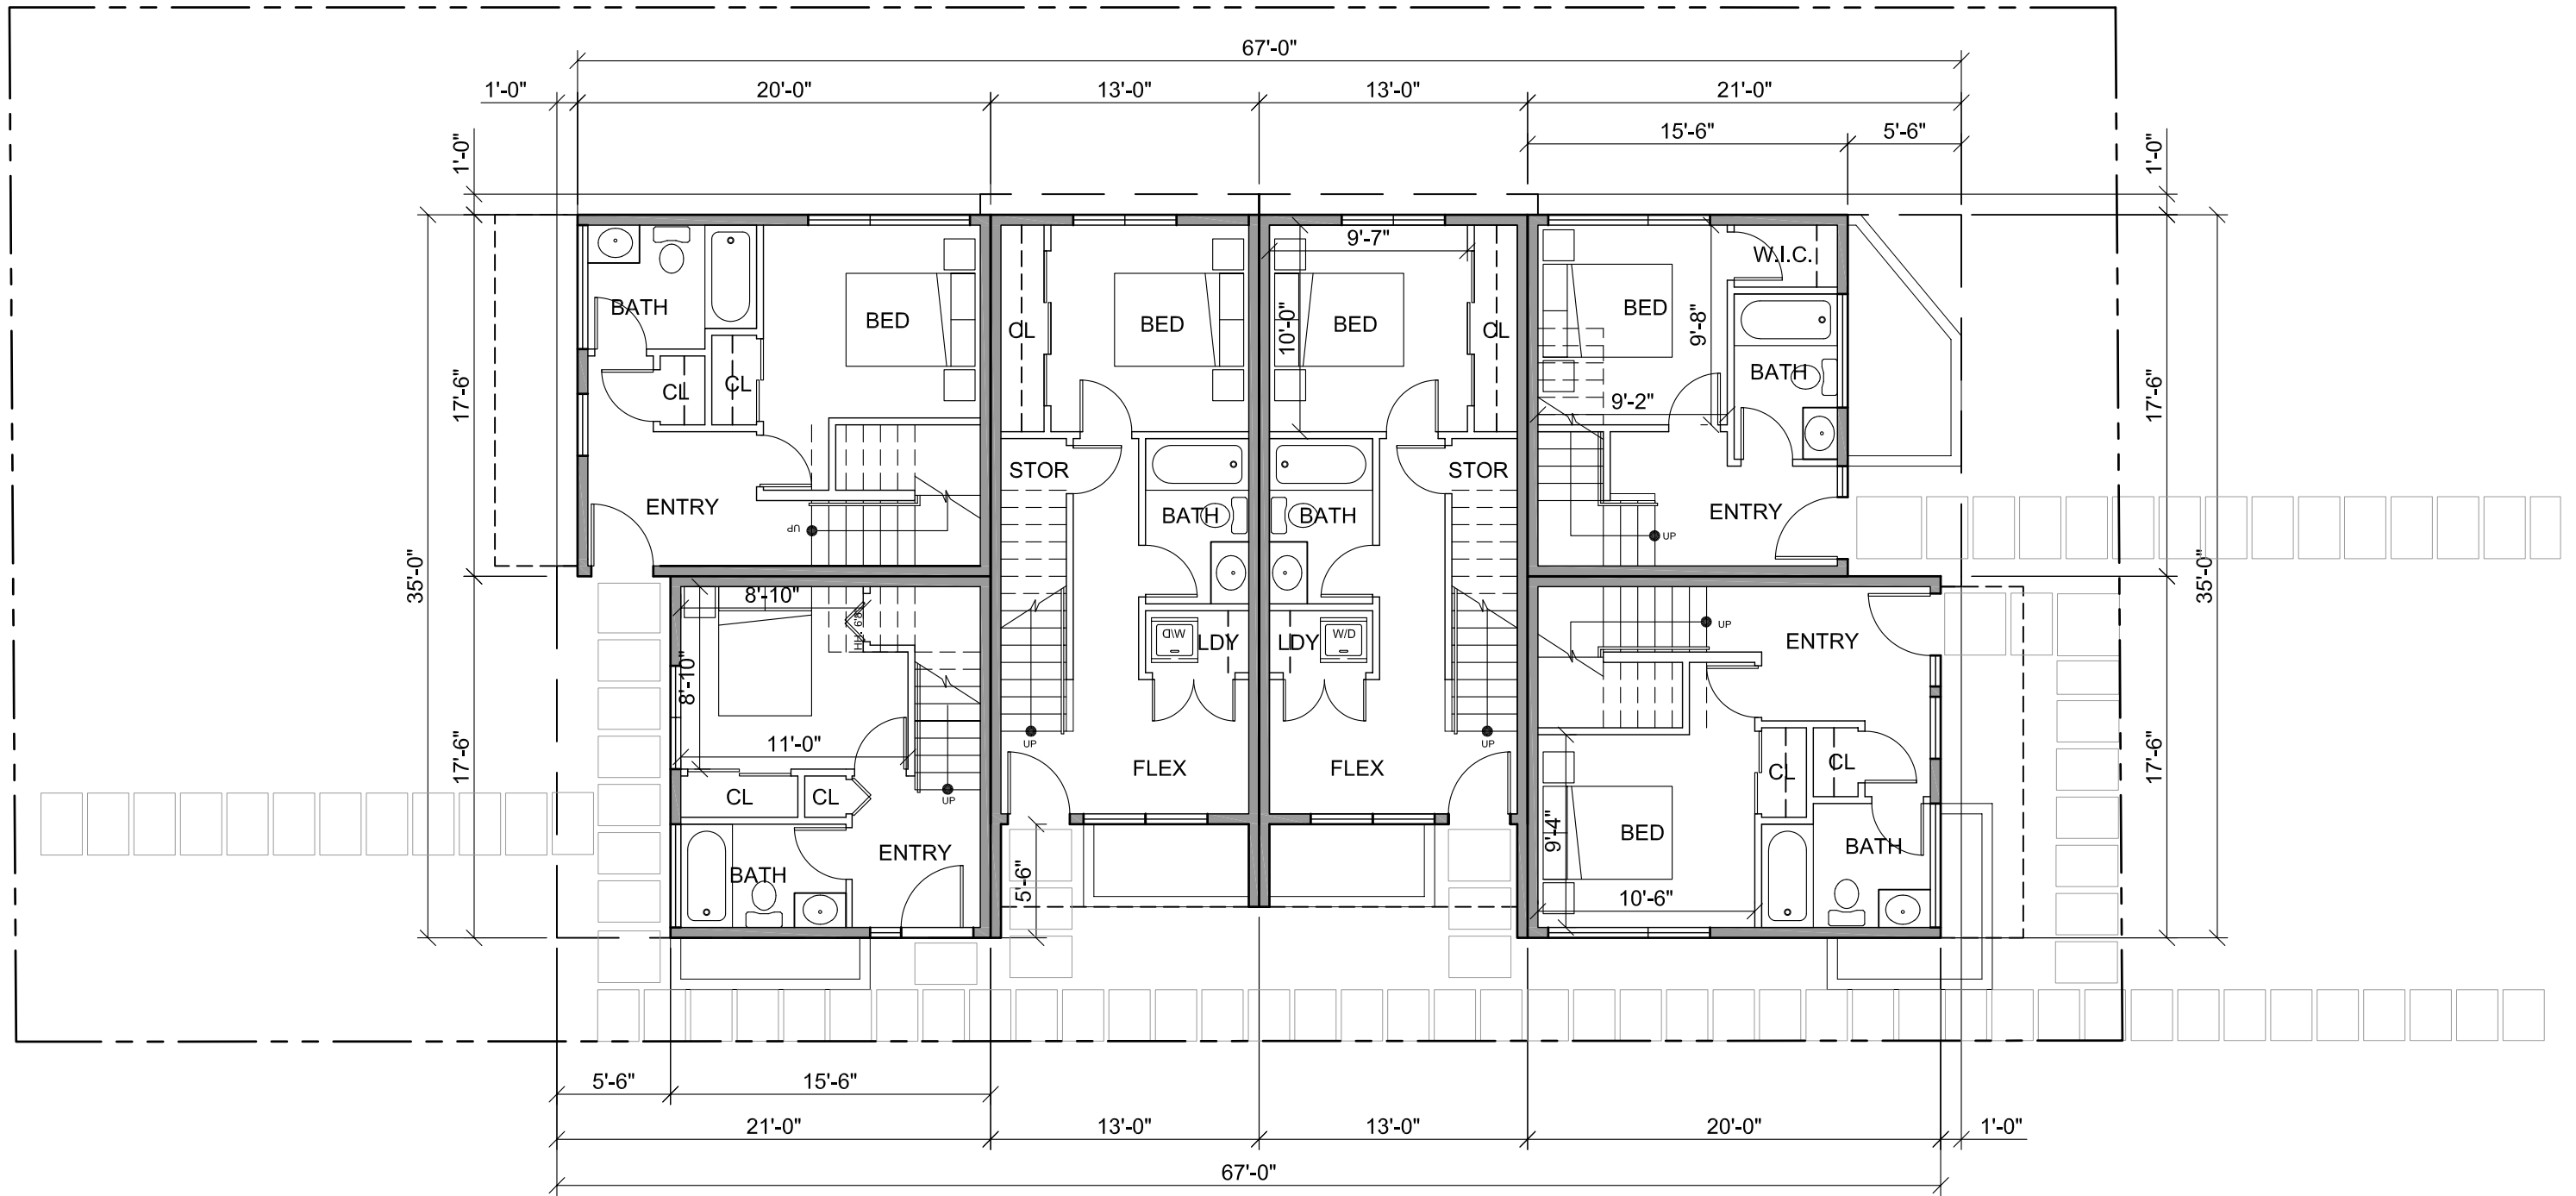 67'-0"
1'-0"
20'-0"
13'-0"
13'-0"
21'-0"
15'-6"
5'-6"
1'-0"
1'-0"
35'-0"
17'-6"
17'-6"
17'-6"
35'-0"
17'-6"
BATH
BED
CL
CL
ENTRY
UP
CL
BED
STOR
BATH
W/D
LDY
UP
FLEX
9'-7"
10'-0"
BED
CL
STOR
BATH
LDY
W/D
UP
FLEX
BED
9'-8"
W.I.C.
BATH
9'-2"
ENTRY
UP
8'-10"
8'-10"
11'-0"
CL
CL
UP
BATH
ENTRY
5'-6"
UP
ENTRY
CL
CL
BED
9'-4"
10'-6"
BATH
5'-6"
15'-6"
21'-0"
13'-0"
13'-0"
20'-0"
1'-0"
67'-0"